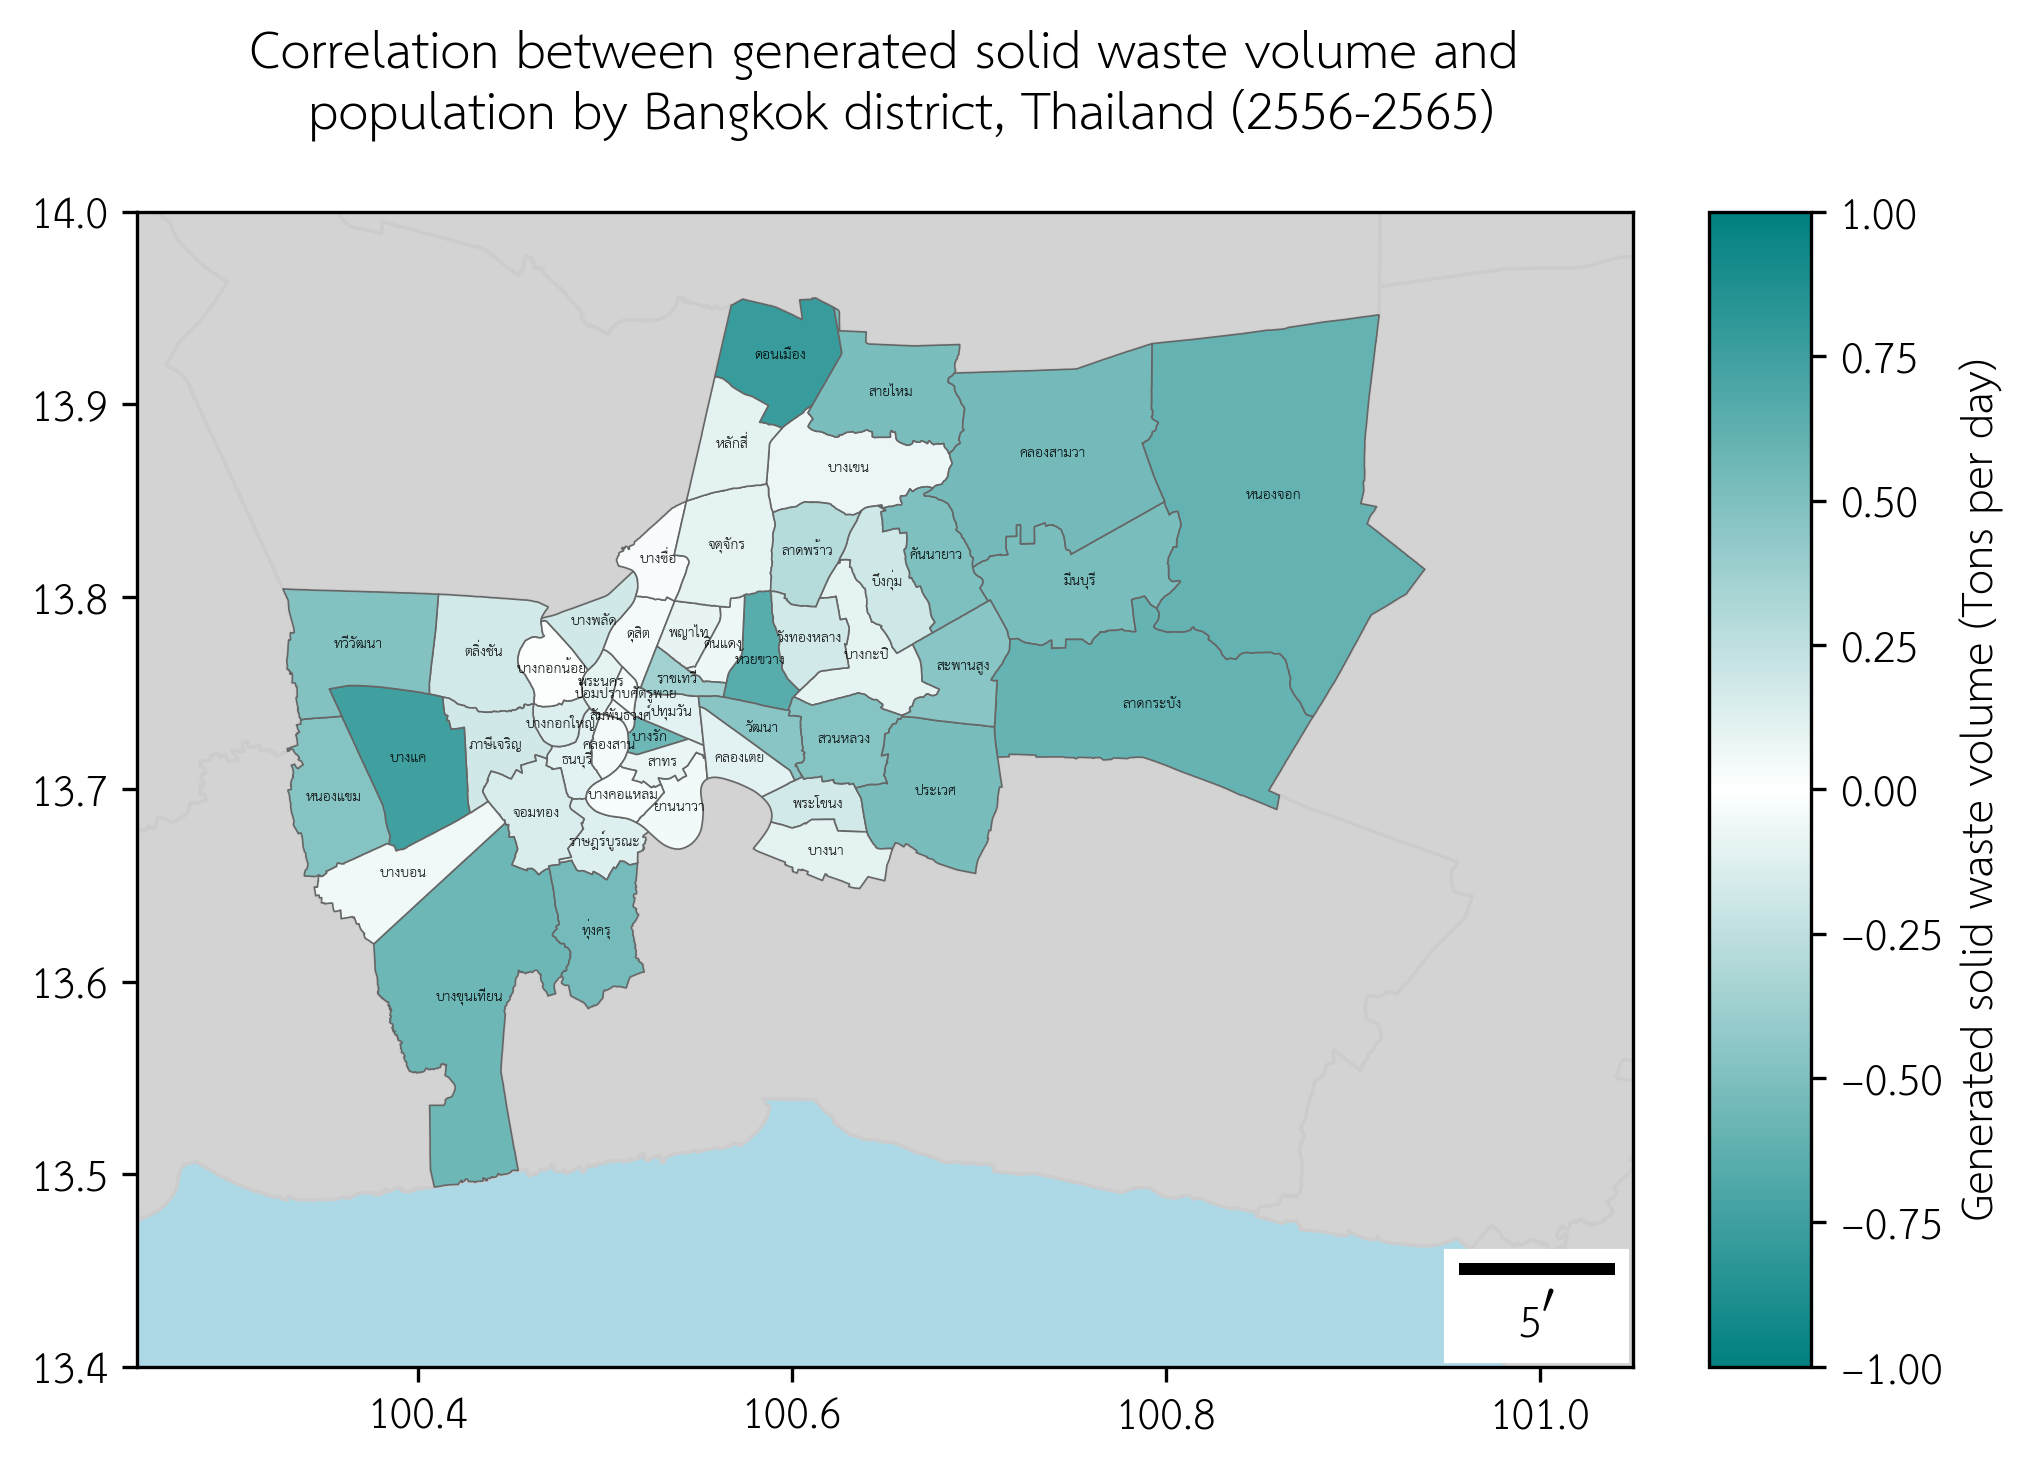 Correlation between generated solid waste volume and
population by Bangkok district, Thailand (2556-2565)
14.0
13.9
13.8
13.7
13.6
13.5
13.4
100.4
100.6
100.8
101.0
ดอนเมือง
สายไหม
หลักสี่
บางเขน
คลองสามวา
หนองจอก
จตุจักร
ลาดพร้าว
บางซื่อ
คันนายาว
บึงกุ่ม
มีนบุรี
บางพลัด
ดุสิต
พญาไท
ดินแดง
วังทองหลาง
ทวีวัฒนา
ตลิ่งชัน
บางกอกน้อย
ห้วยขวาง
บางกะปิ
สะพานสูง
พระนคร
ราชเทวี
ป้อมปราบศัตรูพ่าย
ลาดกระบัง
สัมพันธวงศ์
ปทุมวัน
บางกอกใหญ่
วัฒนา
สวนหลวง
ภาษีเจริญ
คลองสาน
บางรัก
บางแค
ธนบุรี
สาทร
คลองเตย
หนองแขม
บางคอแหลม
ยานนาวา
พระโขนง
ประเวศ
จอมทอง
ราษฎร์บูรณะ
บางนา
บางบอน
ทุ่งครุ
บางขุนเทียน
5′
1.00
0.75
0.50
0.25
0.00
−0.25
−0.50
−0.75
−1.00
Generated solid waste volume (Tons per day)